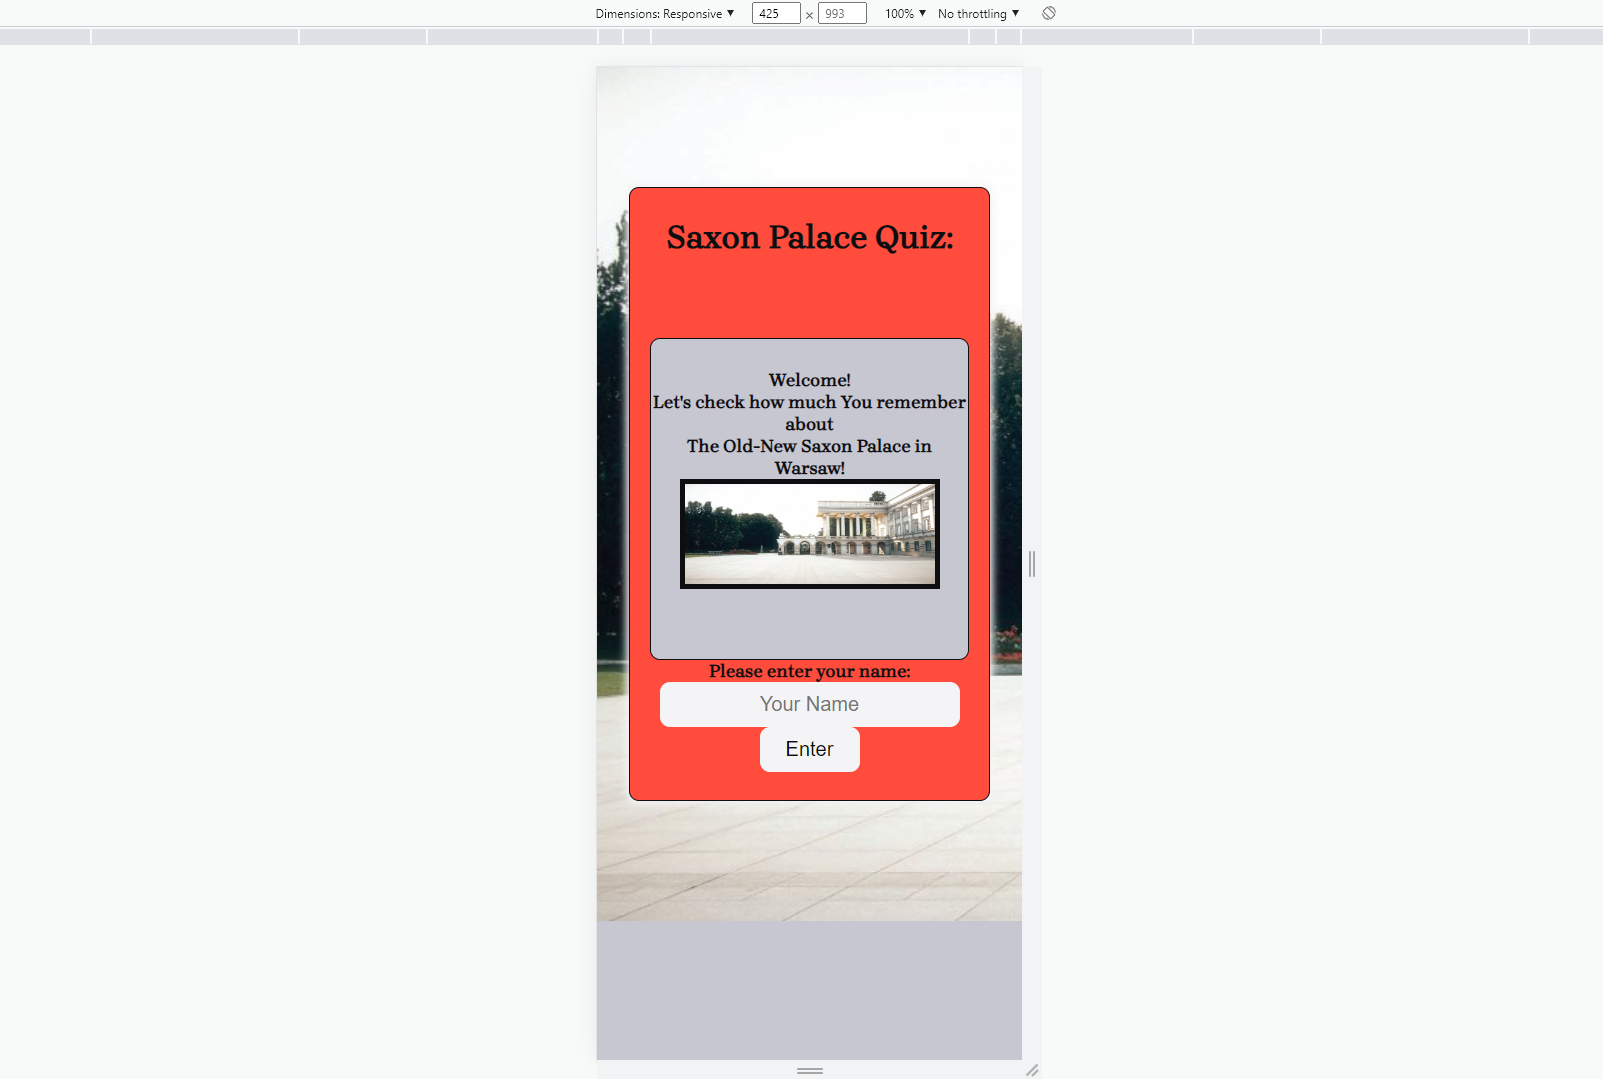 Dimensions: Responsive ▼ 425 × 993 100% ▼ No throttling ▼
Saxon Palace Quiz:
Welcome!
Let's check how much You remember
about
The Old-New Saxon Palace in
Warsaw!
Please enter your name:
Your Name
Enter